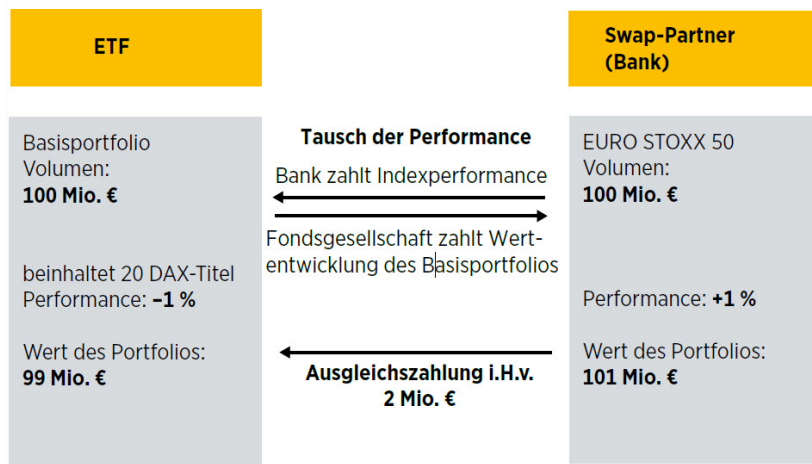 ETF
Swap-Partner
(Bank)
Basisportfolio
Volumen:
100 Mio. €
beinhaltet 20 DAX-Titel
Performance: –1 %
Wert des Portfolios:
99 Mio. €
Tausch der Performance
Bank zahlt Indexperformance
Fondsgesellschaft zahlt Wert-
entwicklung des Basisportfolios
Ausgleichszahlung i.H.v.
2 Mio. €
EURO STOXX 50
Volumen:
100 Mio. €
Performance: +1 %
Wert des Portfolios:
101 Mio. €